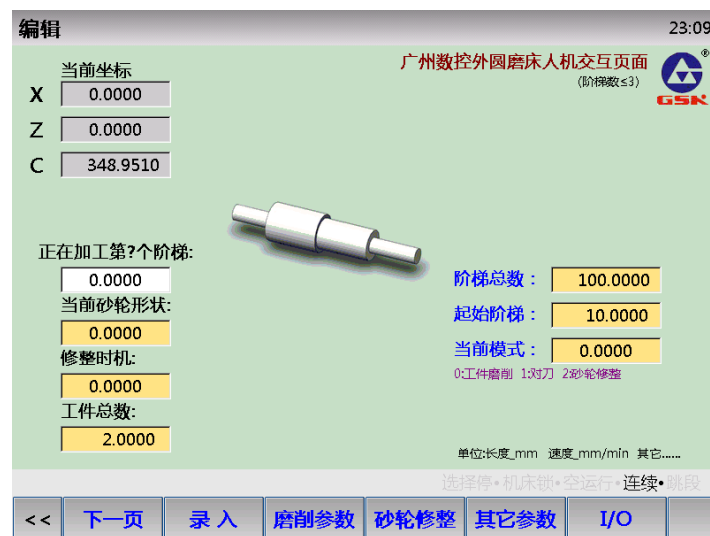 编辑
23:09
当前坐标
广州数控外圆磨床人机交互页面
(阶梯数≤3)
®
GSK
X 0.0000
Z 0.0000
C 348.9510
正在加工第?个阶梯:
0.0000
当前砂轮形状:
0.0000
修整时机:
0.0000
工件总数:
2.0000
阶梯总数： 100.0000
起始阶梯： 10.0000
当前模式： 0.0000
0:工件磨削 1:对刀 2:砂轮修整
单位:长度_mm 速度_mm/min 其它......
选择停•机床锁•空运行•连续•跳段
<< 下一页 录入 磨削参数 砂轮修整 其它参数 I/O